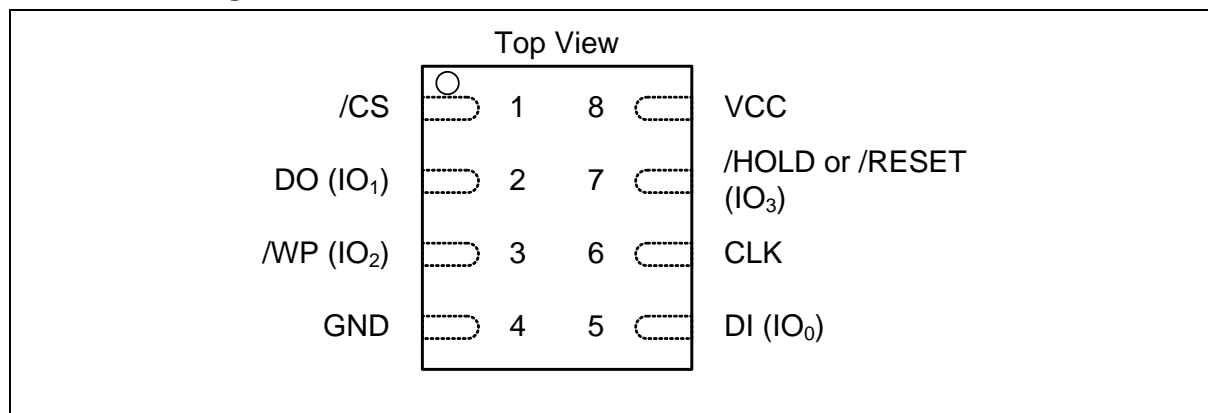 Top View
/CS 1 8 VCC
DO (IO₁) 2 7 /HOLD or /RESET
(IO₃)
/WP (IO₂) 3 6 CLK
GND 4 5 DI (IO₀)